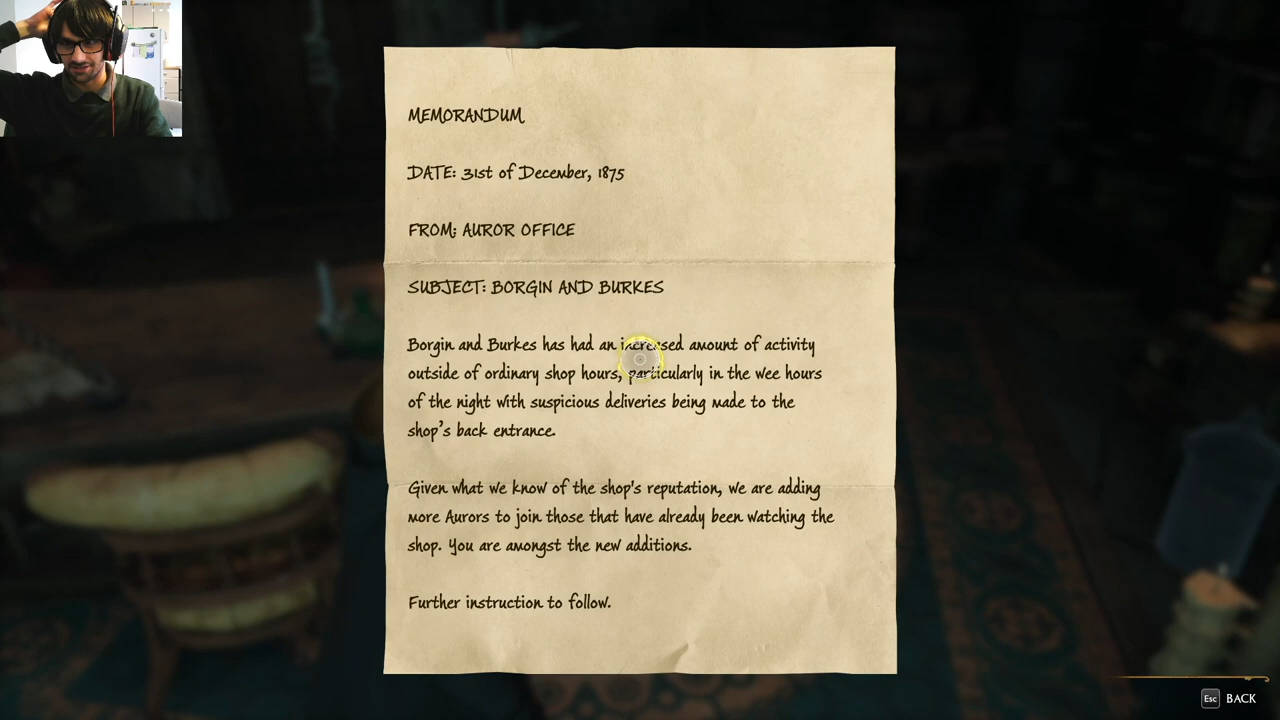 MEMORANDUM
DATE: 31st of December, 1875
FROM: AUROR OFFICE
SUBJECT: BORGIN AND BURKES
Borgin and Burkes has had an increased amount of activity
outside of ordinary shop hours, particularly in the wee hours
of the night with suspicious deliveries being made to the
shop's back entrance.
Given what we know of the shop's reputation, we are adding
more Aurors to join those that have already been watching the
shop. You are amongst the new additions.
Further instruction to follow.
Esc BACK